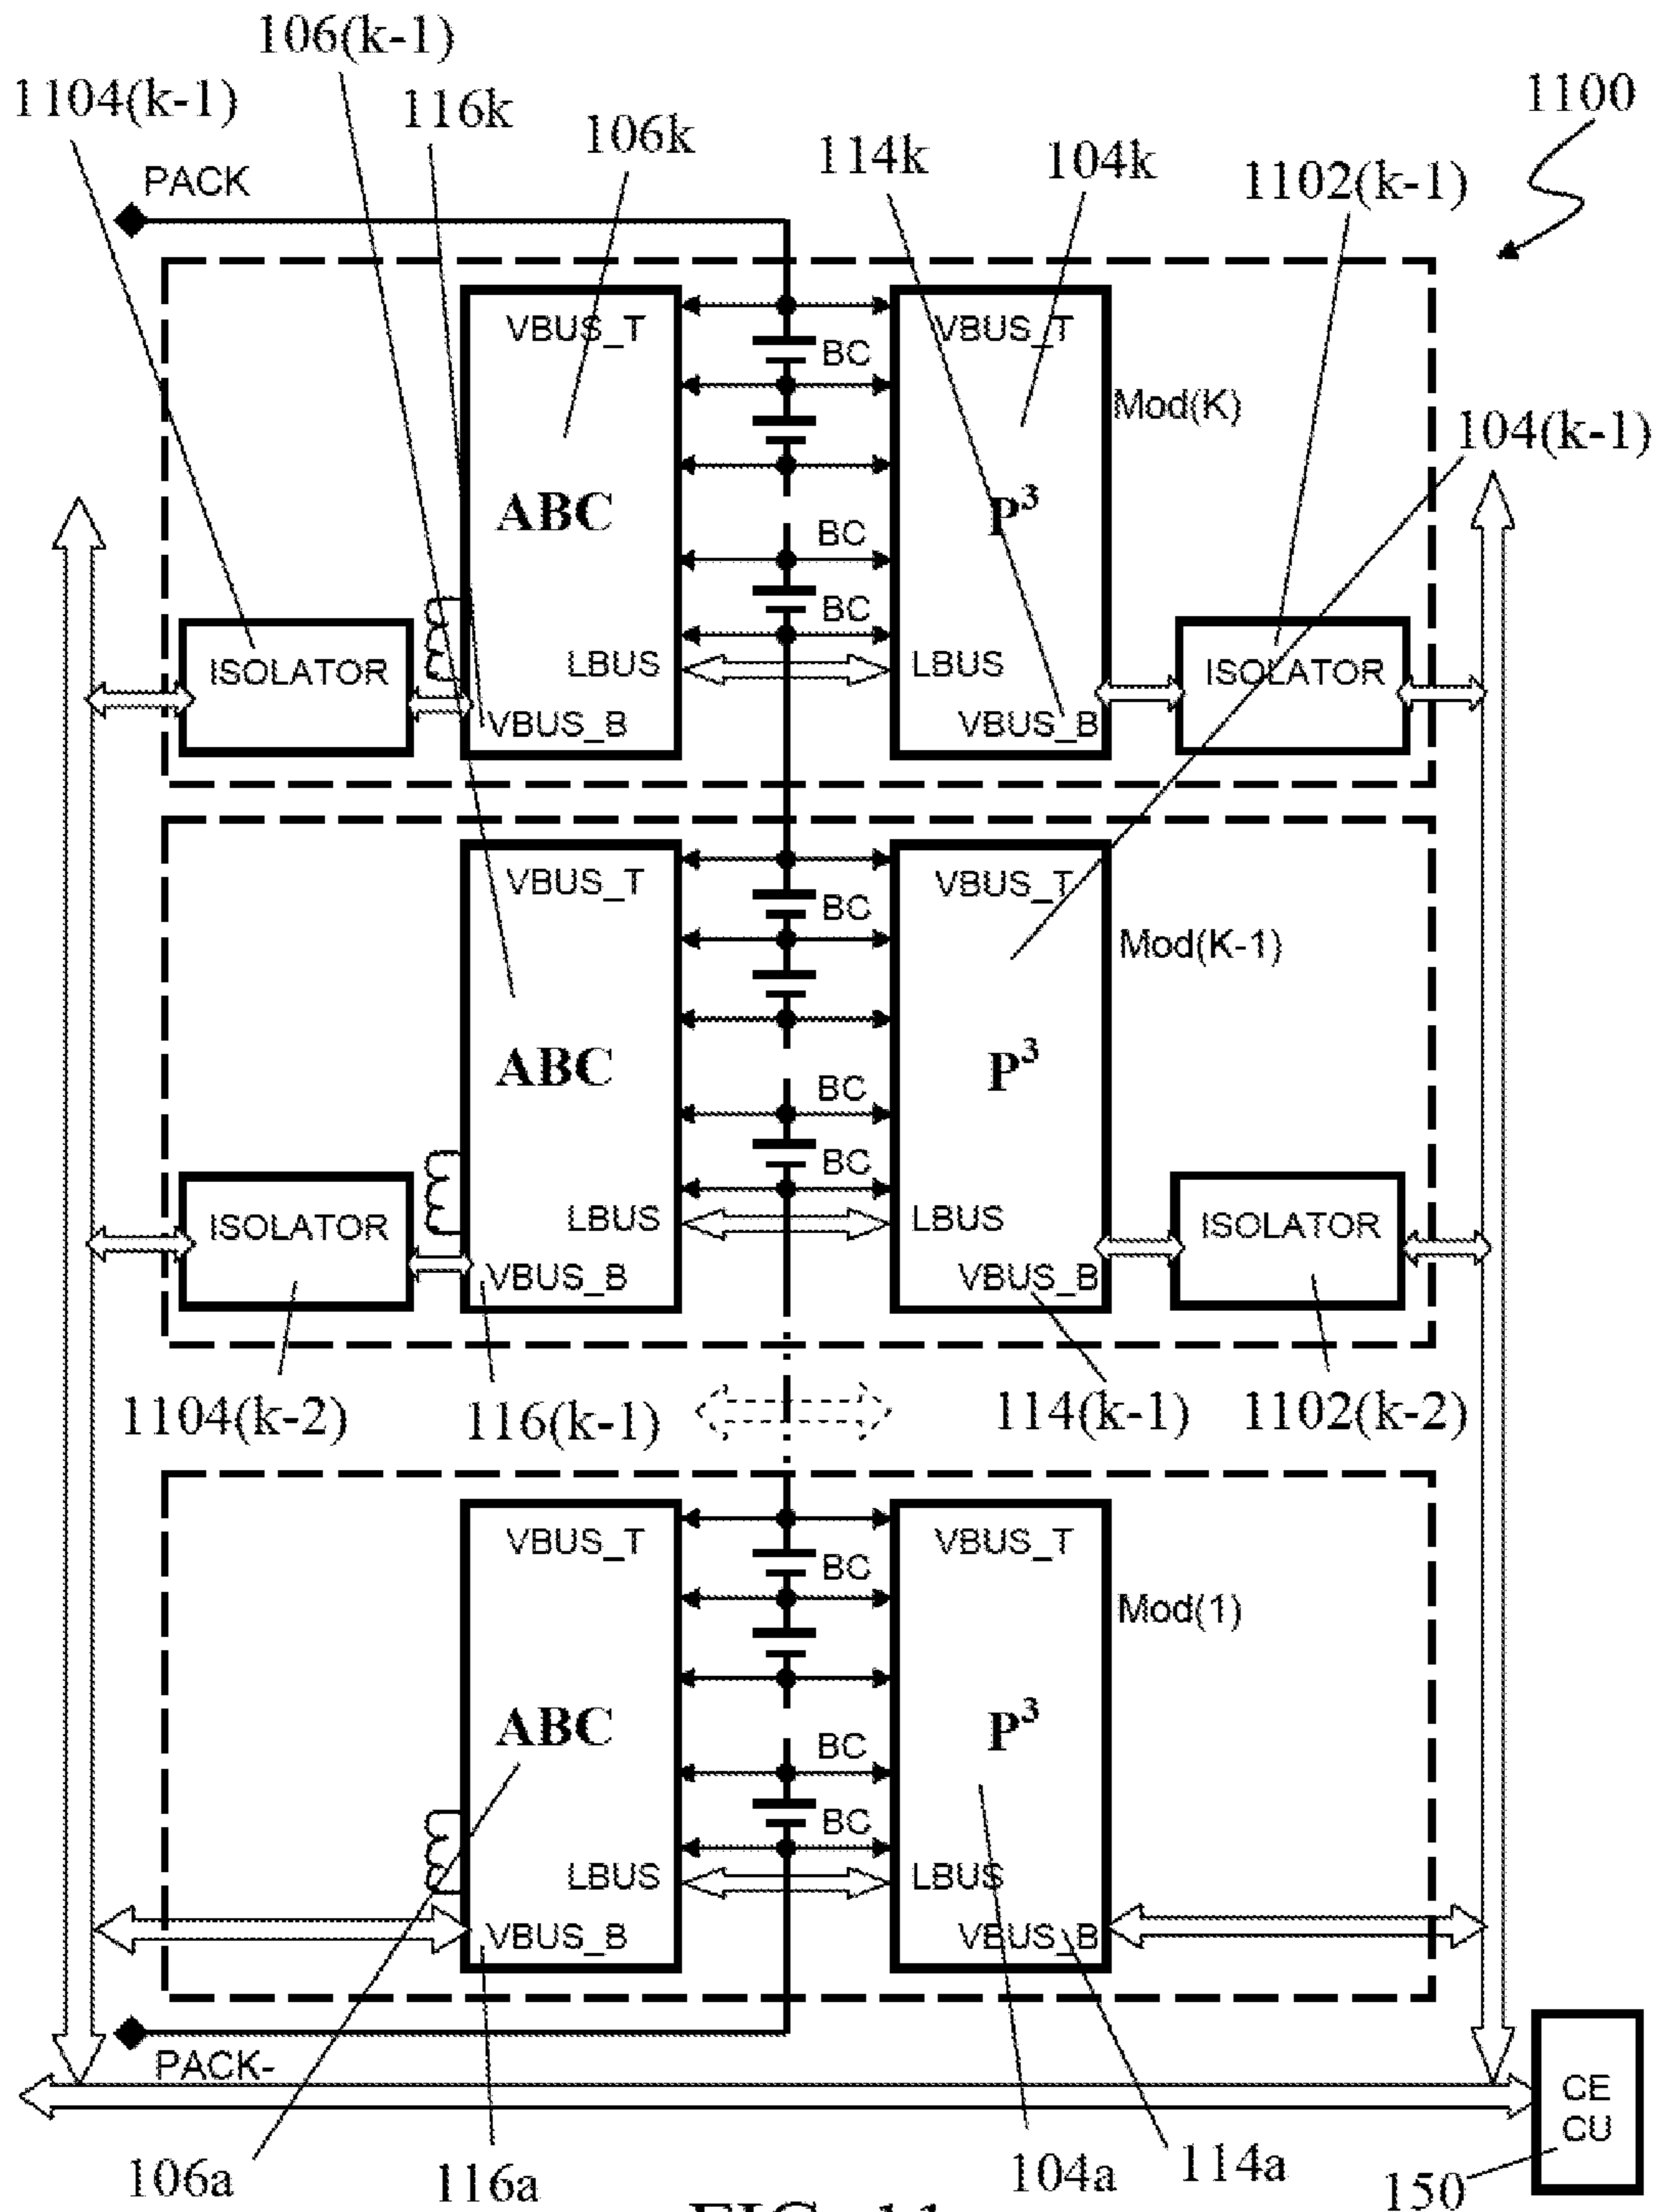 106(k-1)
1104(k-1)
116k
106k
114k
104k
1102(k-1)
1100
PACK
VBUS_T
BC
VBUS_T
Mod(K)
104(k-1)
ABC
P³
BC
BC
ISOLATOR
LBUS
LBUS
ISOLATOR
VBUS_B
VBUS_B
VBUS_T
BC
VBUS_T
Mod(K-1)
ABC
P³
BC
BC
ISOLATOR
LBUS
LBUS
ISOLATOR
VBUS_B
VBUS_B
1104(k-2)
116(k-1)
114(k-1)
1102(k-2)
VBUS_T
BC
VBUS_T
Mod(1)
ABC
P³
BC
BC
LBUS
LBUS
VBUS_B
VBUS_B
PACK-
CE
CU
106a
116a
104a
114a
150